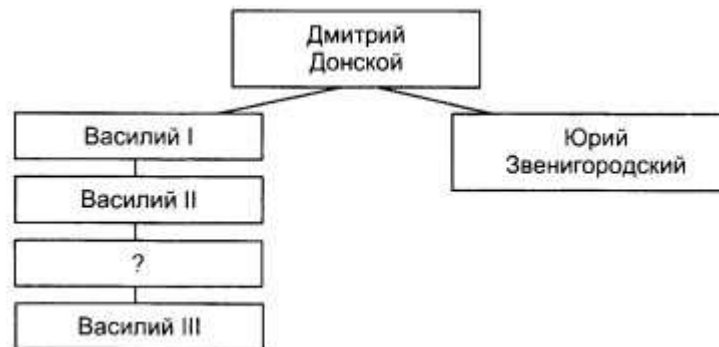 Дмитрий
Донской
Василий I
Юрий
Звенигородский
Василий II
?
Василий III